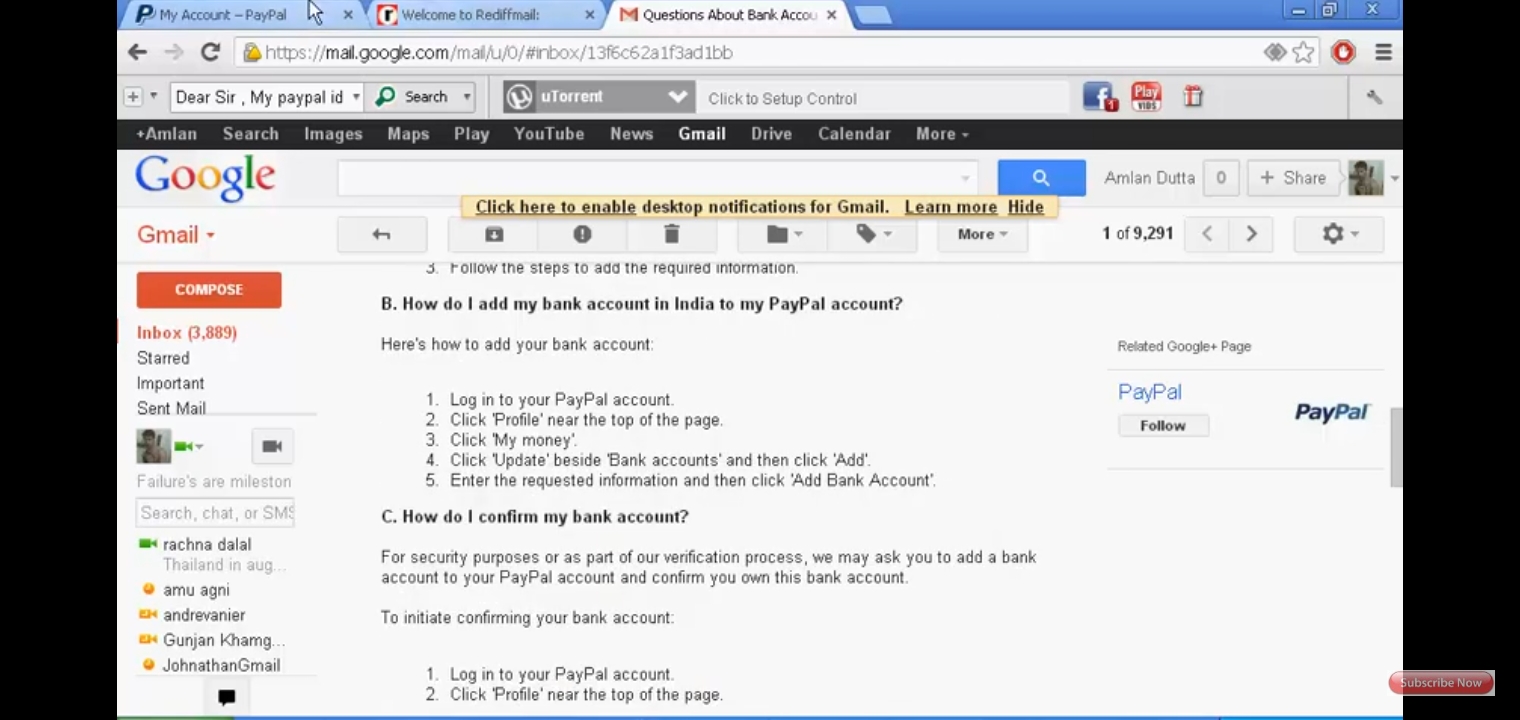 My Account – PayPal
Welcome to Rediffmail:
Questions About Bank Accou
https://mail.google.com/mail/u/0/#inbox/13f6c62a1f3ad1bb
Dear Sir , My paypal id
Search
uTorrent
Click to Setup Control
1
Play
VIDS
+Amlan Search Images Maps Play YouTube News Gmail Drive Calendar More
Google
Amlan Dutta
0
+ Share
Click here to enable desktop notifications for Gmail. Learn more Hide
Gmail
More
1 of 9,291
COMPOSE
Inbox (3,889)
Starred
Important
Sent Mail
Failure's are mileston
Search, chat, or SMS
rachna dalal
Thailand in aug...
amu agni
andrevanier
Gunjan Khamg...
JohnathanGmail
3. Follow the steps to add the required information.
B. How do I add my bank account in India to my PayPal account?
Here's how to add your bank account:
1. Log in to your PayPal account.
2. Click 'Profile' near the top of the page.
3. Click 'My money'.
4. Click 'Update' beside 'Bank accounts' and then click 'Add'.
5. Enter the requested information and then click 'Add Bank Account'.
C. How do I confirm my bank account?
For security purposes or as part of our verification process, we may ask you to add a bank
account to your PayPal account and confirm you own this bank account.
To initiate confirming your bank account:
1. Log in to your PayPal account.
2. Click 'Profile' near the top of the page.
Related Google+ Page
PayPal
Follow
PayPal
Subscribe Now